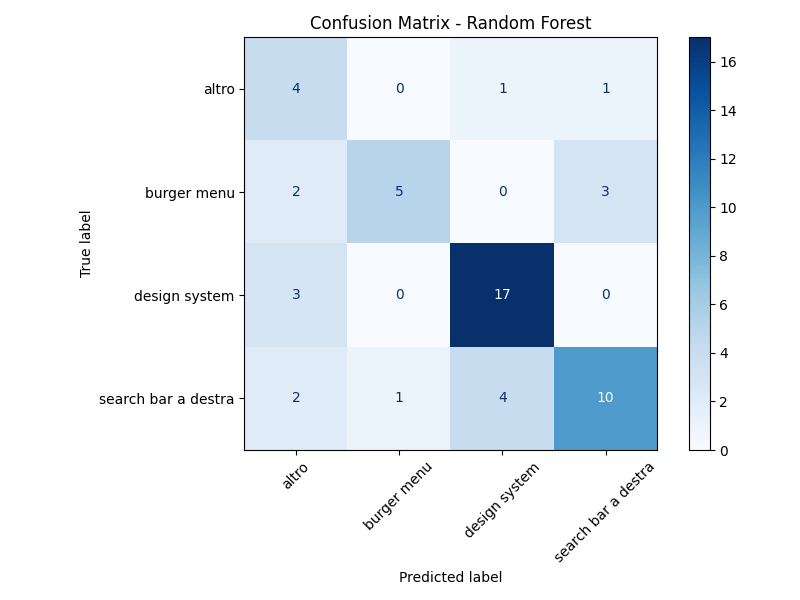 Confusion Matrix - Random Forest
altro 4 0 1 1
burger menu 2 5 0 3
design system 3 0 17 0
search bar a destra 2 1 4 10
altro burger menu design system search bar a destra
True label
Predicted label
16
14
12
10
8
6
4
2
0